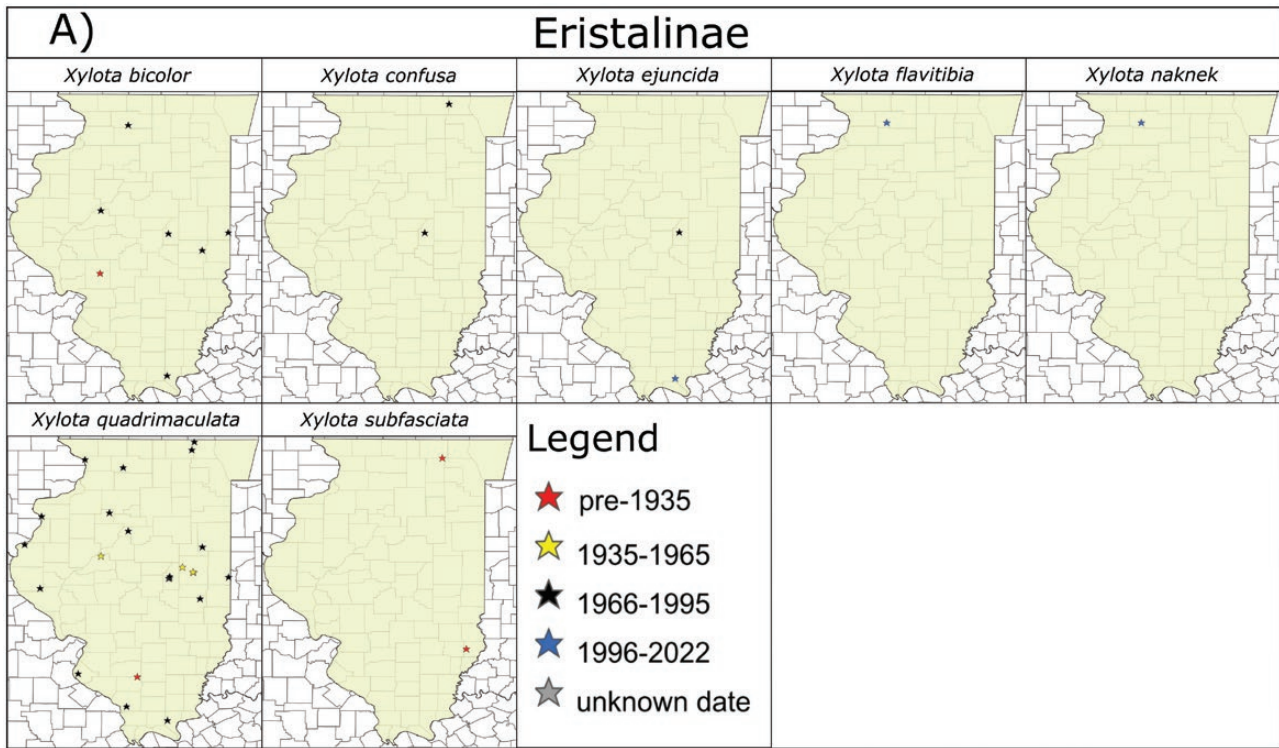 A)
Eristalinae
Xylota bicolor
Xylota confusa
Xylota ejuncida
Xylota flavitibia
Xylota naknek
Xylota quadrimaculata
Xylota subfasciata
Legend
pre-1935
1935-1965
1966-1995
1996-2022
unknown date